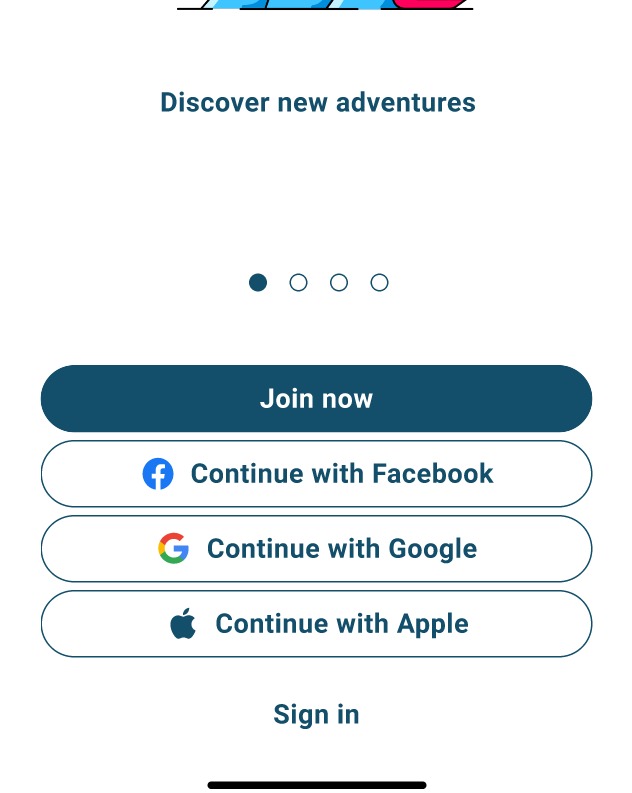 Discover new adventures
Join now
Continue with Facebook
Continue with Google
Continue with Apple
Sign in